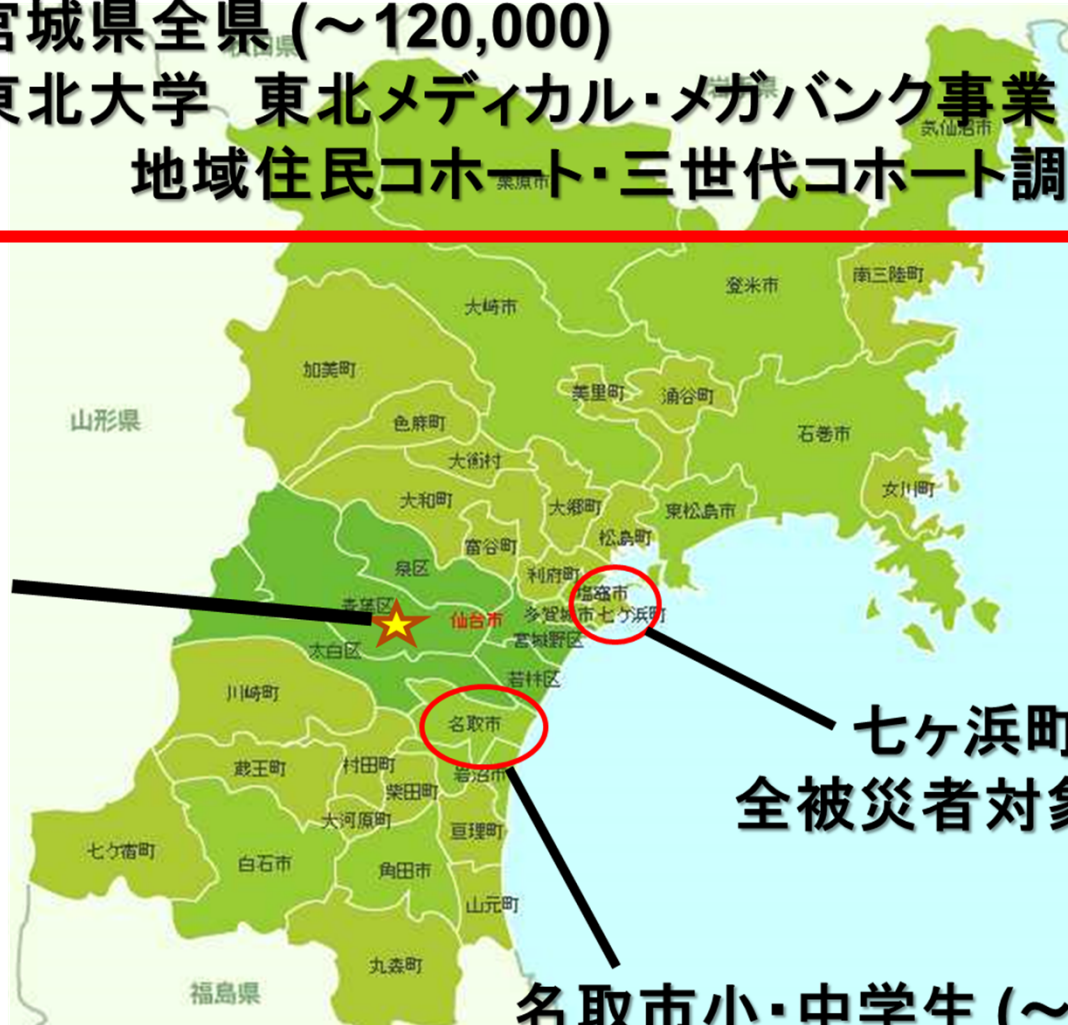 宮城県全県 (～120,000)
東北大学 東北メディカル・メガバンク事業
地域住民コホート・三世代コホート調
気仙沼市
栗原市
南三陸町
登米市
大崎市
加美町
美里町
涌谷町
山形県
色麻町
石巻市
大衡村
女川町
大和町
大郷町
東松島市
松島町
富谷町
泉区
利府町
塩竈市
青葉区
仙台市
多賀城市 七ケ浜町
宮城野区
太白区
若林区
川崎町
名取市
七ヶ浜町
村田町
蔵王町
岩沼市
柴田町
全被災者対象
大河原町
亘理町
七ケ宿町
白石市
角田市
山元町
丸森町
福島県
名取市小・中学生 (～